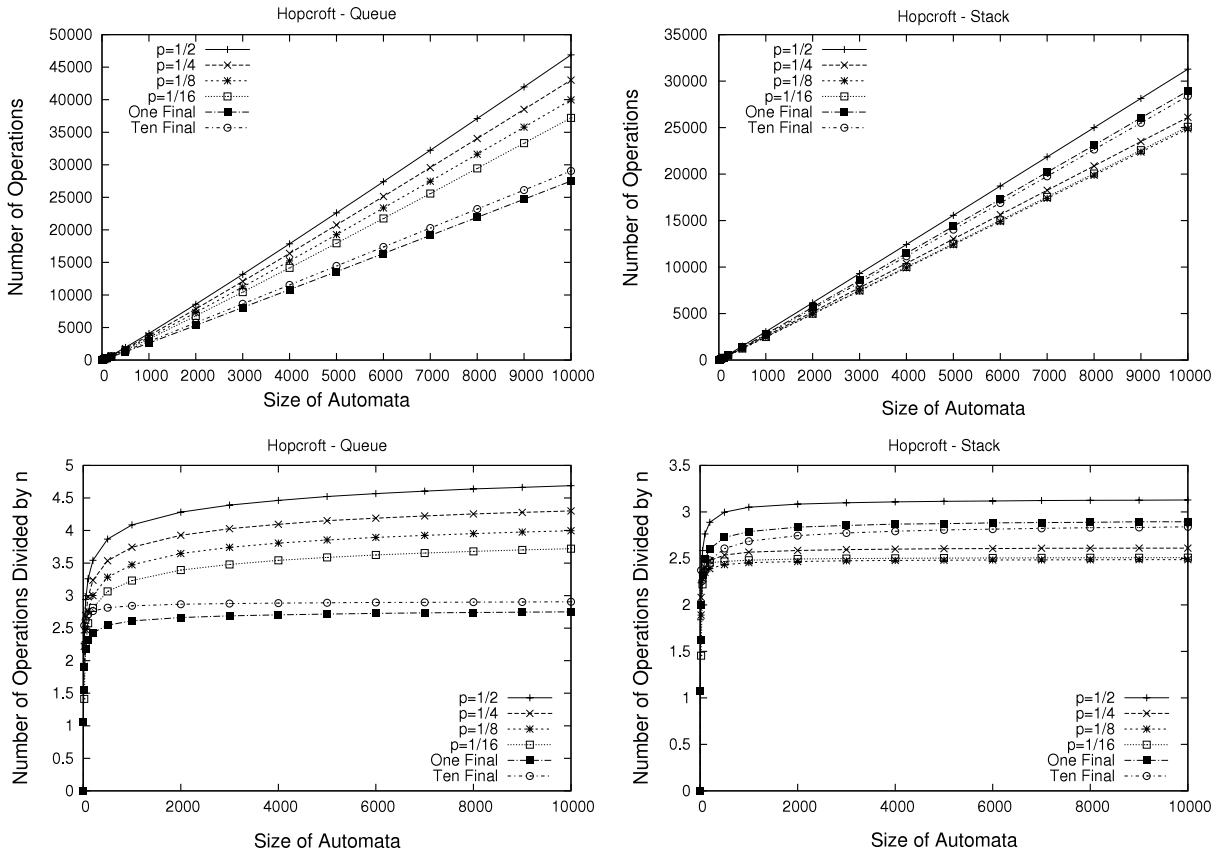 Hopcroft - Queue
50000
45000
40000
35000
30000
25000
20000
15000
10000
5000
0
Number of Operations
p=1/2
p=1/4
p=1/8
p=1/16
One Final
Ten Final
0 1000 2000 3000 4000 5000 6000 7000 8000 9000 10000
Size of Automata
Hopcroft - Stack
35000
30000
25000
20000
15000
10000
5000
0
Number of Operations
p=1/2
p=1/4
p=1/8
p=1/16
One Final
Ten Final
0 1000 2000 3000 4000 5000 6000 7000 8000 9000 10000
Size of Automata
Hopcroft - Queue
5
4.5
4
3.5
3
2.5
2
1.5
1
0.5
0
Number of Operations Divided by n
p=1/2
p=1/4
p=1/8
p=1/16
One Final
Ten Final
0 2000 4000 6000 8000 10000
Size of Automata
Hopcroft - Stack
3.5
3
2.5
2
1.5
1
0.5
0
Number of Operations Divided by n
p=1/2
p=1/4
p=1/8
p=1/16
One Final
Ten Final
0 2000 4000 6000 8000 10000
Size of Automata